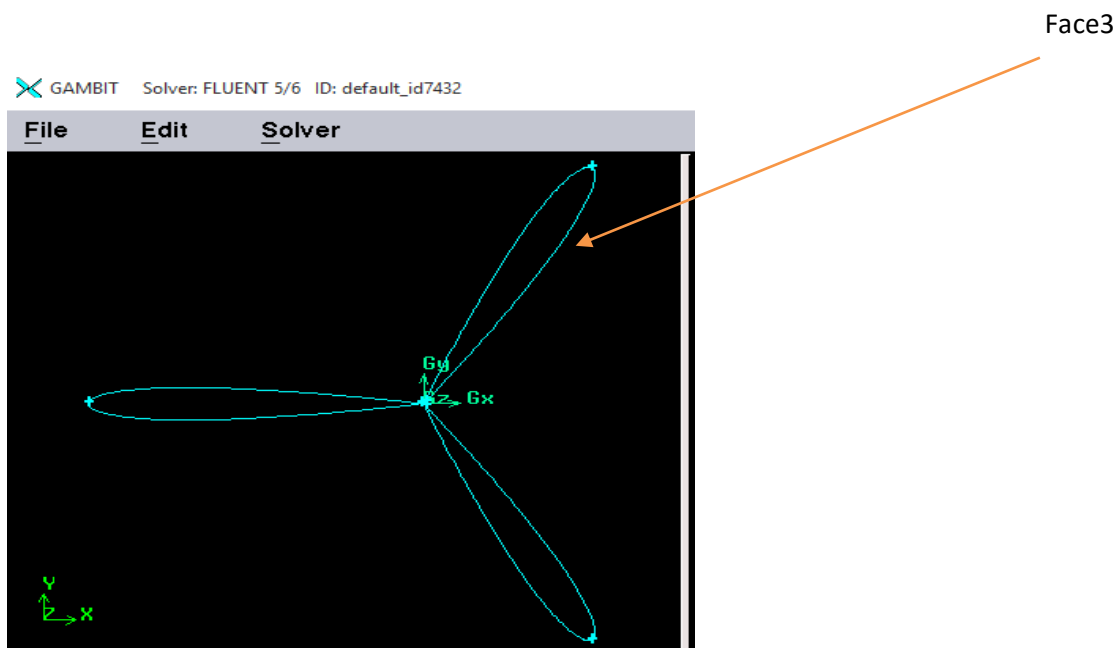 Face3
GAMBIT Solver: FLUENT 5/6 ID: default_id7432
File Edit Solver
Gy
Gx
Y
Z X